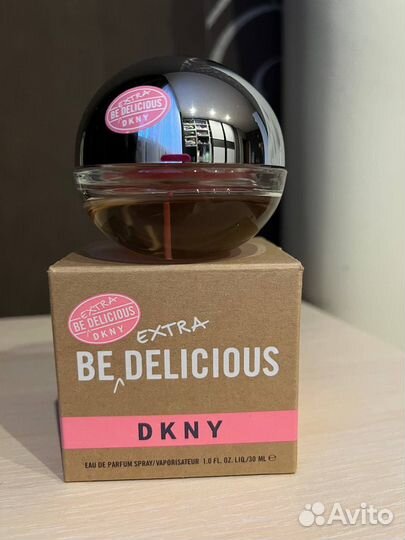 EXTRA
BE DELICIOUS
DKNY
EXTRA
BE DELICIOUS
DKNY
EXTRA
BE DELICIOUS
DKNY
EAU DE PARFUM SPRAY/VAPORISATEUR 1.0 FL. OZ. LIQ./30 ML ℮
Avito